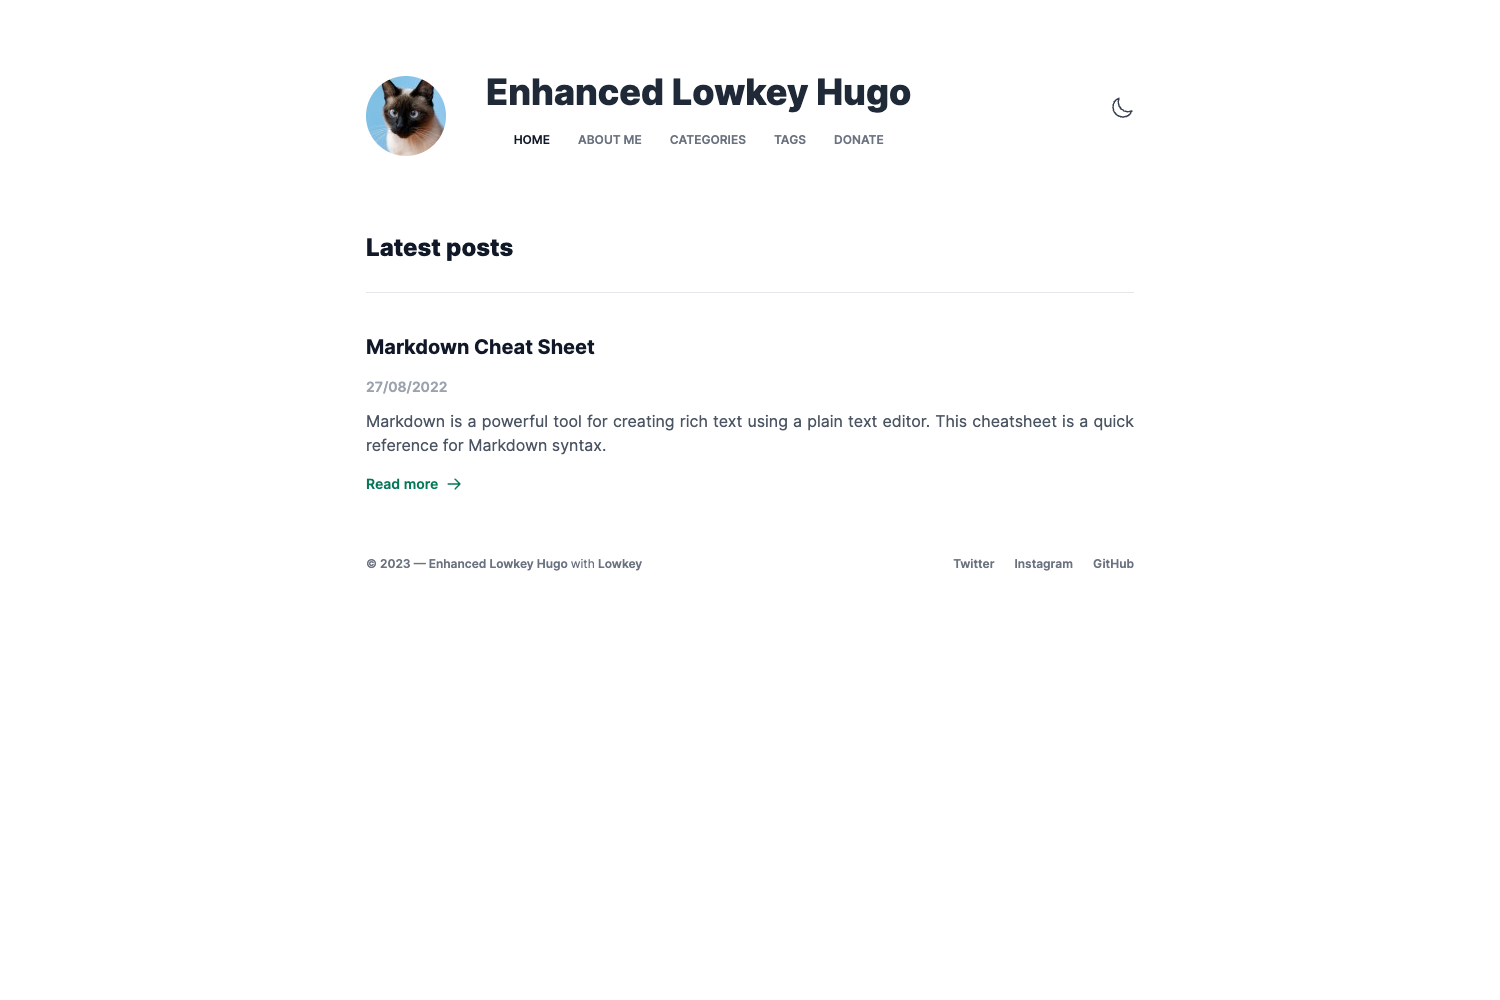 Enhanced Lowkey Hugo
HOME ABOUT ME CATEGORIES TAGS DONATE
Latest posts
Markdown Cheat Sheet
27/08/2022
Markdown is a powerful tool for creating rich text using a plain text editor. This cheatsheet is a quick
reference for Markdown syntax.
Read more →
© 2023 — Enhanced Lowkey Hugo with Lowkey Twitter Instagram GitHub